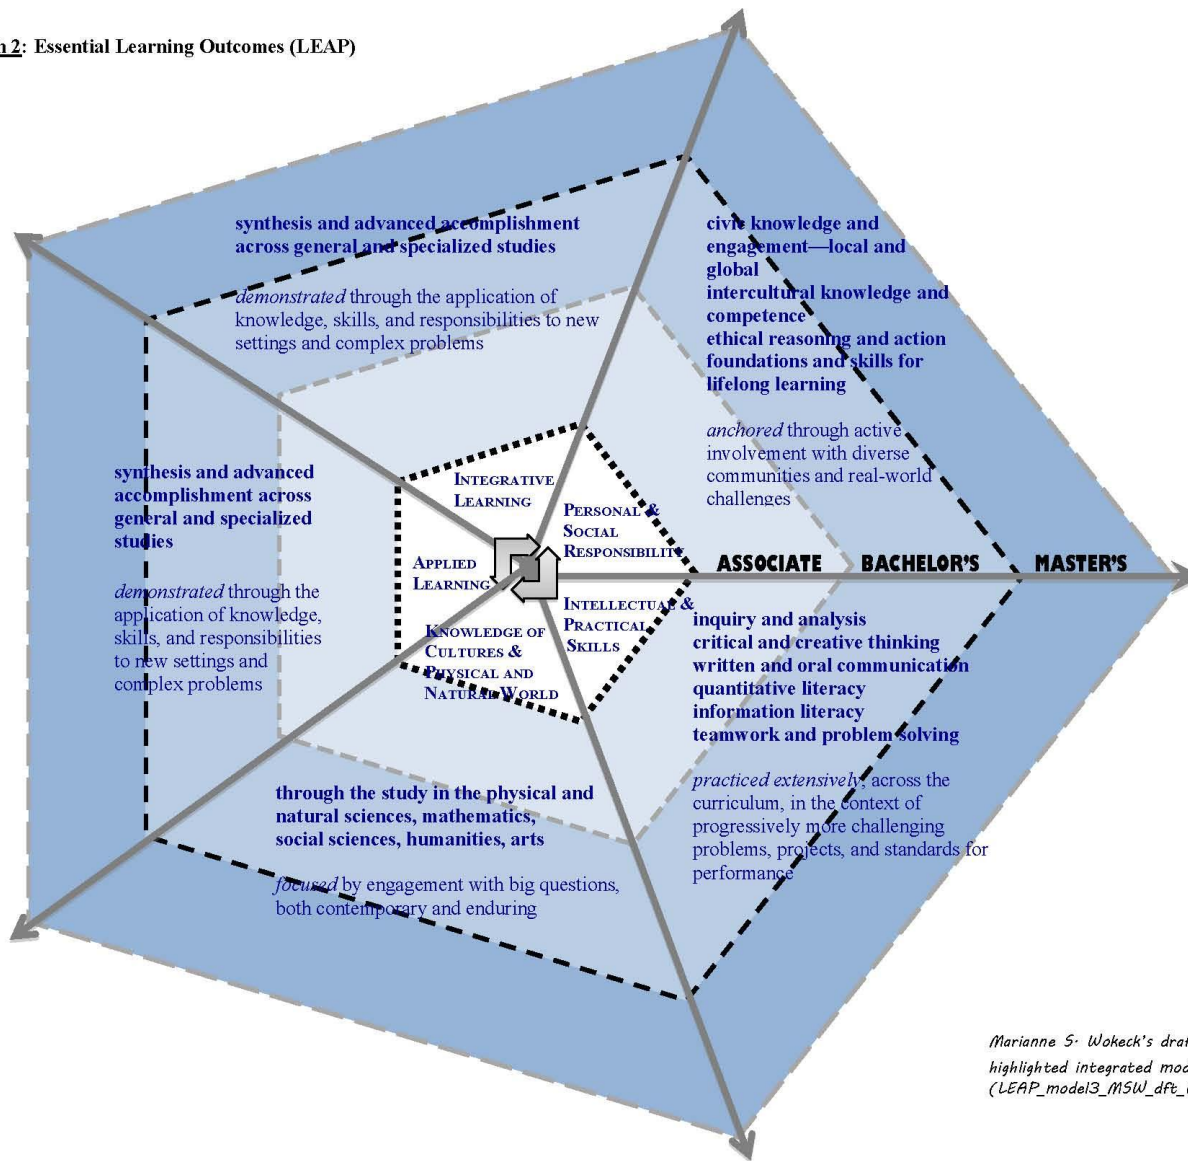 n 2: Essential Learning Outcomes (LEAP)
synthesis and advanced accomplishment
across general and specialized studies
demonstrated through the application of
knowledge, skills, and responsibilities to new
settings and complex problems
civic knowledge and
engagement—local and
global
intercultural knowledge and
competence
ethical reasoning and action
foundations and skills for
lifelong learning
anchored through active
involvement with diverse
communities and real-world
challenges
synthesis and advanced
accomplishment across
general and specialized
studies
demonstrated through the
application of knowledge,
skills, and responsibilities
to new settings and
complex problems
INTEGRATIVE
LEARNING
PERSONAL &
SOCIAL
RESPONSIBILITY
APPLIED
LEARNING
ASSOCIATE BACHELOR'S MASTER'S
INTELLECTUAL &
PRACTICAL
SKILLS
KNOWLEDGE OF
CULTURES &
PHYSICAL AND
NATURAL WORLD
inquiry and analysis
critical and creative thinking
written and oral communication
quantitative literacy
information literacy
teamwork and problem solving
practiced extensively, across the
curriculum, in the context of
progressively more challenging
problems, projects, and standards for
performance
through the study in the physical and
natural sciences, mathematics,
social sciences, humanities, arts
focused by engagement with big questions,
both contemporary and enduring
Marianne S. Wokeck's draf
highlighted integrated mod
(LEAP_model3_MSW_dft_